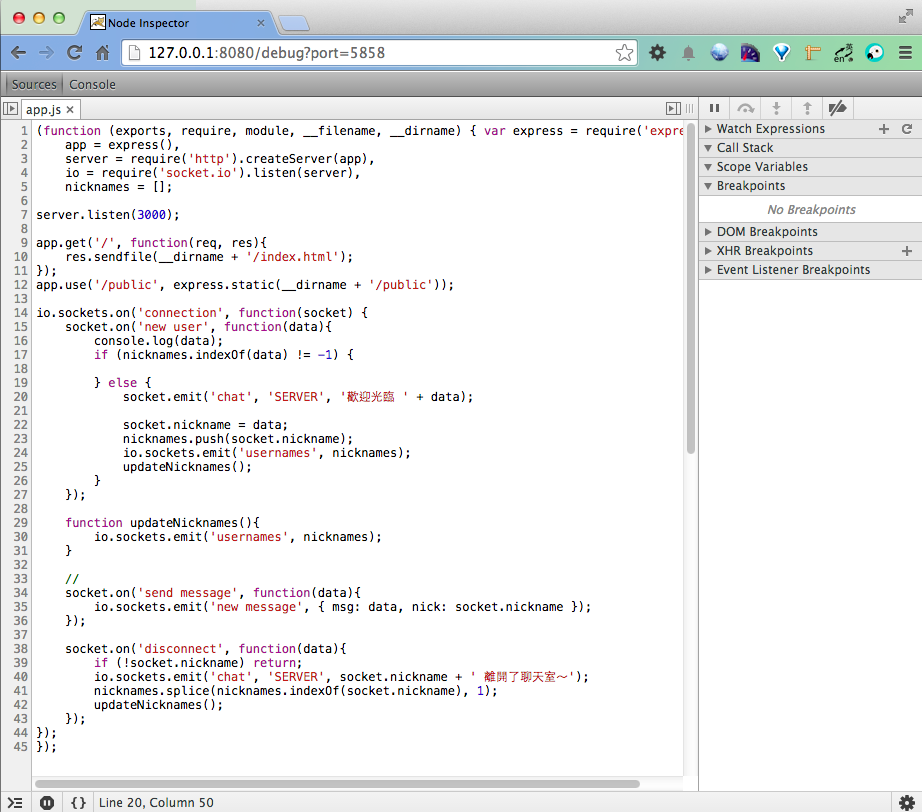 Node Inspector
127.0.0.1:8080/debug?port=5858
英
en
Sources Console
app.js
1 (function (exports, require, module, __filename, __dirname) { var express = require('expre
2 app = express(),
3 server = require('http').createServer(app),
4 io = require('socket.io').listen(server),
5 nicknames = [];
6
7 server.listen(3000);
8
9 app.get('/', function(req, res){
10 res.sendfile(__dirname + '/index.html');
11 });
12 app.use('/public', express.static(__dirname + '/public'));
13
14 io.sockets.on('connection', function(socket) {
15 socket.on('new user', function(data){
16 console.log(data);
17 if (nicknames.indexOf(data) != -1) {
18
19 } else {
20 socket.emit('chat', 'SERVER', '歡迎光臨 ' + data);
21
22 socket.nickname = data;
23 nicknames.push(socket.nickname);
24 io.sockets.emit('usernames', nicknames);
25 updateNicknames();
26 }
27 });
28
29 function updateNicknames(){
30 io.sockets.emit('usernames', nicknames);
31 }
32
33 //
34 socket.on('send message', function(data){
35 io.sockets.emit('new message', { msg: data, nick: socket.nickname });
36 });
37
38 socket.on('disconnect', function(data){
39 if (!socket.nickname) return;
40 io.sockets.emit('chat', 'SERVER', socket.nickname + ' 離開了聊天室～');
41 nicknames.splice(nicknames.indexOf(socket.nickname), 1);
42 updateNicknames();
43 });
44 });
45 });
Watch Expressions
Call Stack
Scope Variables
Breakpoints
No Breakpoints
DOM Breakpoints
XHR Breakpoints
Event Listener Breakpoints
{ } Line 20, Column 50